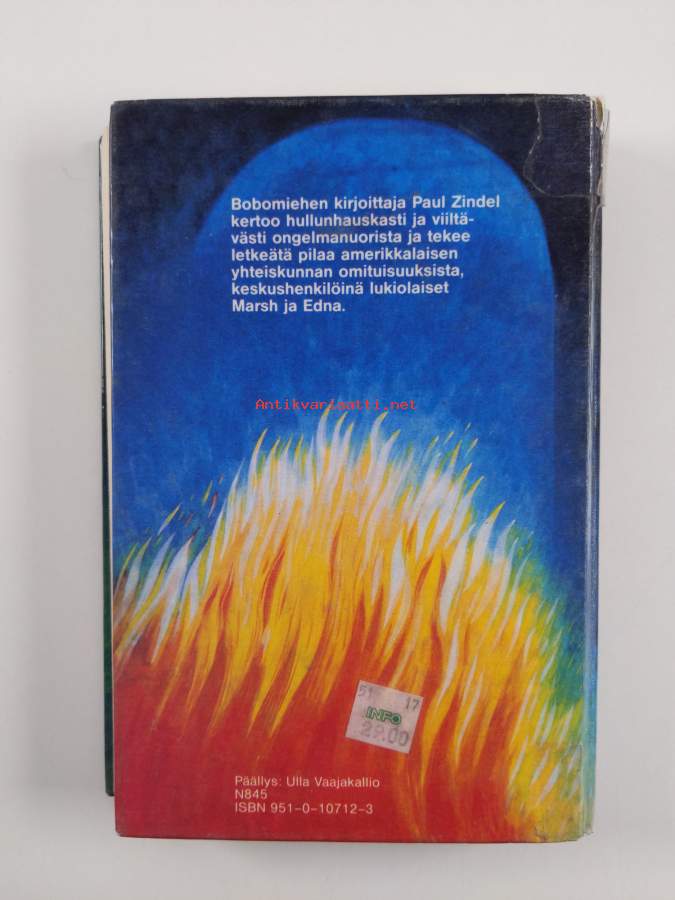 Bobomiehen kirjoittaja Paul Zindel
kertoo hullunhauskasti ja viiltä-
västi ongelmanuorista ja tekee
letkeätä pilaa amerikkalaisen
yhteiskunnan omituisuuksista,
keskushenkilöinä lukiolaiset
Marsh ja Edna.
Antikvariaatti.net
51 17
INFO
29.00
Päällys: Ulla Vaajakallio
N845
ISBN 951-0-10712-3